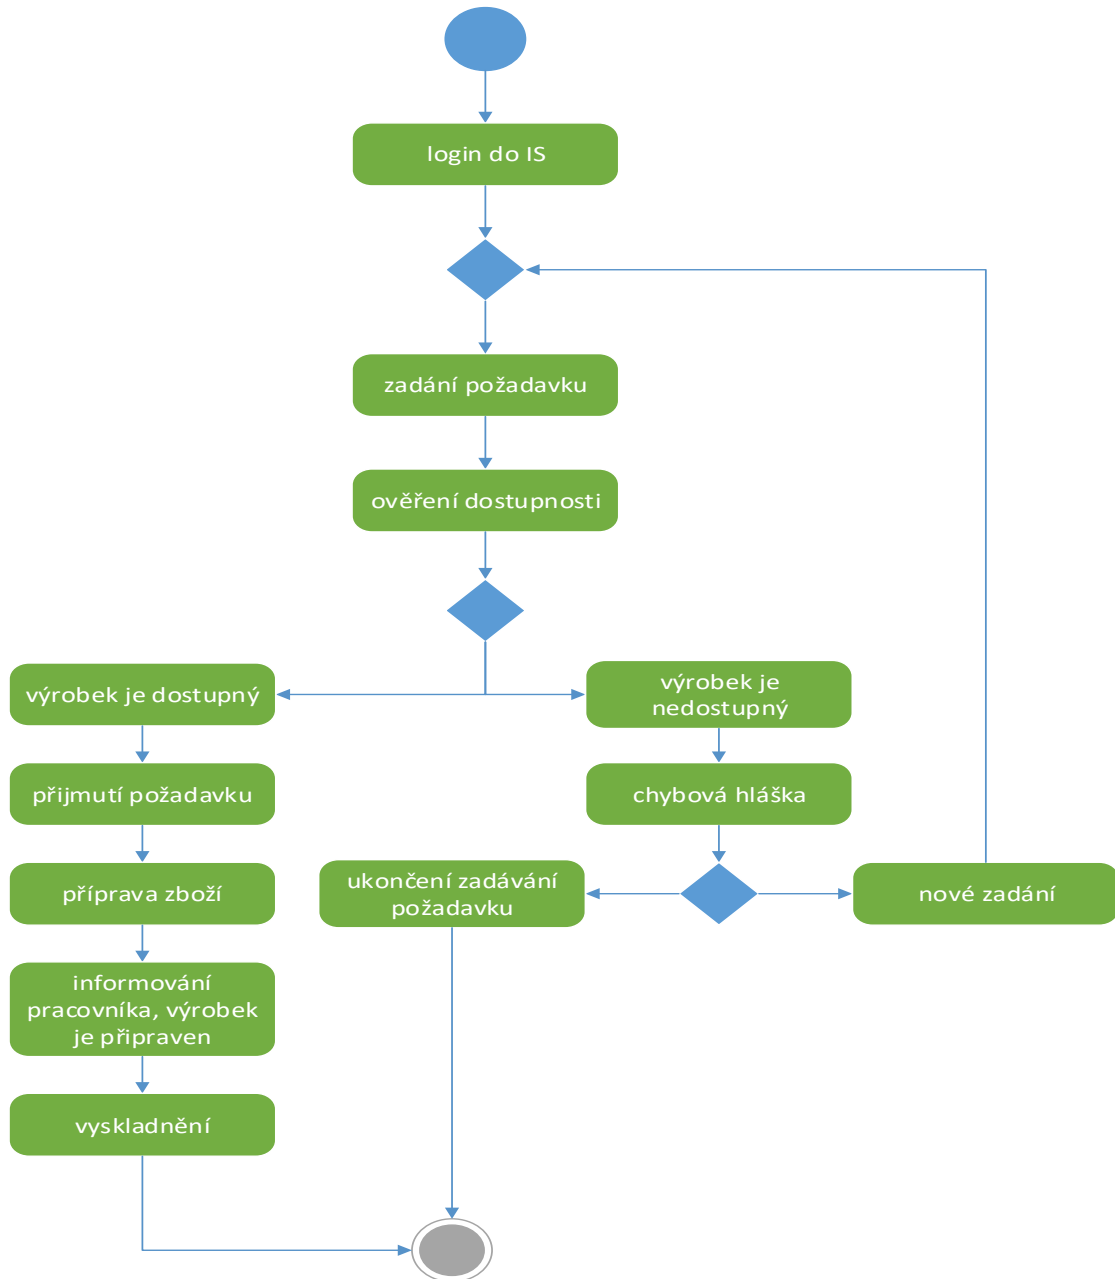 login do IS
zadání požadavku
ověření dostupnosti
výrobek je dostupný
výrobek je
nedostupný
přijmutí požadavku
chybová hláška
příprava zboží
ukončení zadávání
požadavku
nové zadání
informování
pracovníka, výrobek
je připraven
vyskladnění